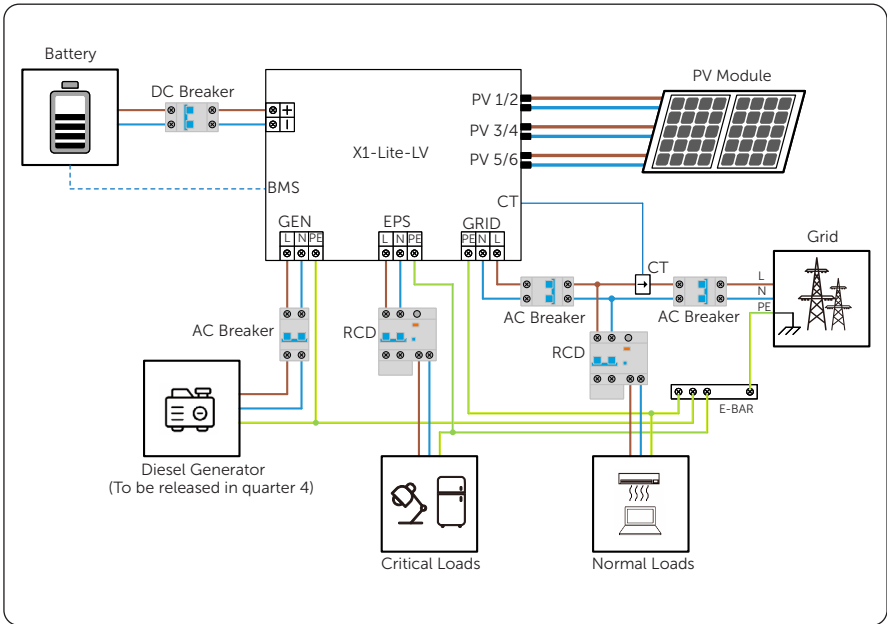 Battery
DC Breaker
PV Module
PV 1/2
PV 3/4
PV 5/6
X1-Lite-LV
BMS
CT
GEN
EPS
GRID
L N PE
L N PE
PE N L
Grid
CT
L
N
PE
AC Breaker
AC Breaker
AC Breaker
RCD
RCD
E-BAR
Diesel Generator
(To be released in quarter 4)
Critical Loads
Normal Loads